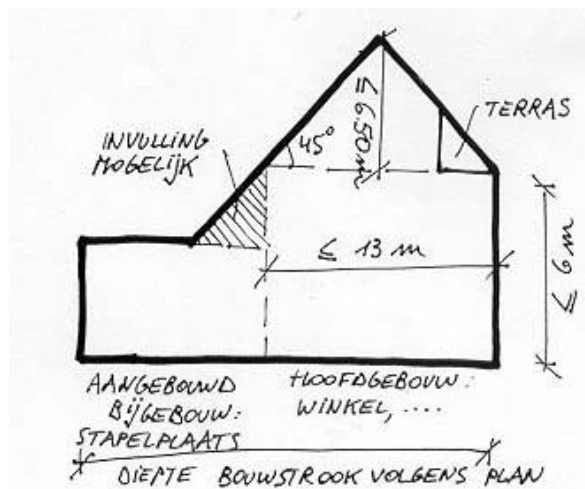 ≤ 6.50 m
TERRAS
INVULLING
MOGELIJK
45°
≤ 13 m
≤ 6 m
AANGEBOUWD
BIJGEBOUW:
STAPELPLAATS
HOOFDGEBOUW:
WINKEL, ....
DIEPTE BOUWSTROOK VOLGENS PLAN